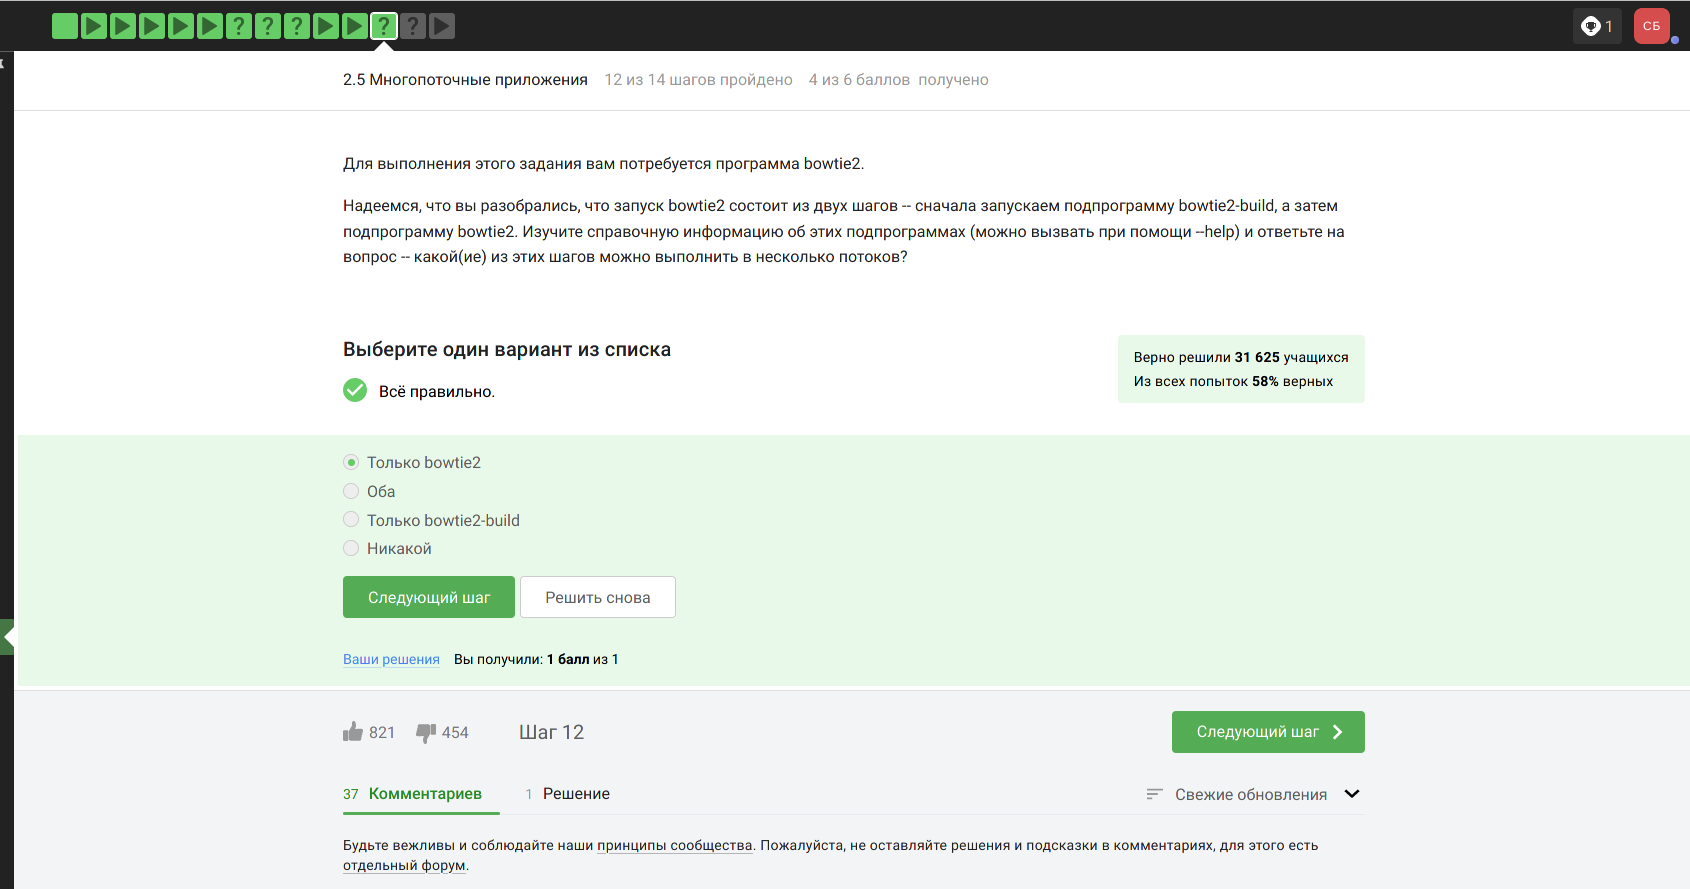 1
СБ
2.5 Многопоточные приложения 12 из 14 шагов пройдено 4 из 6 баллов получено
Для выполнения этого задания вам потребуется программа bowtie2.
Надеемся, что вы разобрались, что запуск bowtie2 состоит из двух шагов -- сначала запускаем подпрограмму bowtie2-build, а затем
подпрограмму bowtie2. Изучите справочную информацию об этих подпрограммах (можно вызвать при помощи --help) и ответьте на
вопрос -- какой(ие) из этих шагов можно выполнить в несколько потоков?
Выберите один вариант из списка
Верно решили 31 625 учащихся
Из всех попыток 58% верных
Всё правильно.
Только bowtie2
Оба
Только bowtie2-build
Никакой
Следующий шаг
Решить снова
Ваши решения Вы получили: 1 балл из 1
821 454 Шаг 12 Следующий шаг
37 Комментариев 1 Решение Свежие обновления
Будьте вежливы и соблюдайте наши принципы сообщества. Пожалуйста, не оставляйте решения и подсказки в комментариях, для этого есть
отдельный форум.